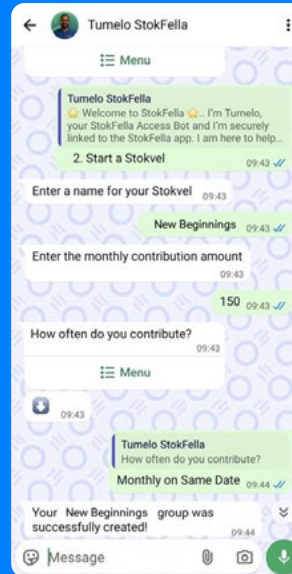 Tumelo StokFella
Menu
Tumelo StokFella
Welcome to StokFella .. I'm Tumelo,
your StokFella Access Bot and I'm securely
linked to the StokFella app. I am here to help...
2. Start a Stokvel
09:43
Enter a name for your Stokvel
09:43
New Beginnings
09:43
Enter the monthly contribution amount
09:43
150
09:43
How often do you contribute?
09:43
Menu
09:43
Tumelo StokFella
How often do you contribute?
Monthly on Same Date
09:44
Your New Beginnings group was
successfully created!
09:44
Message